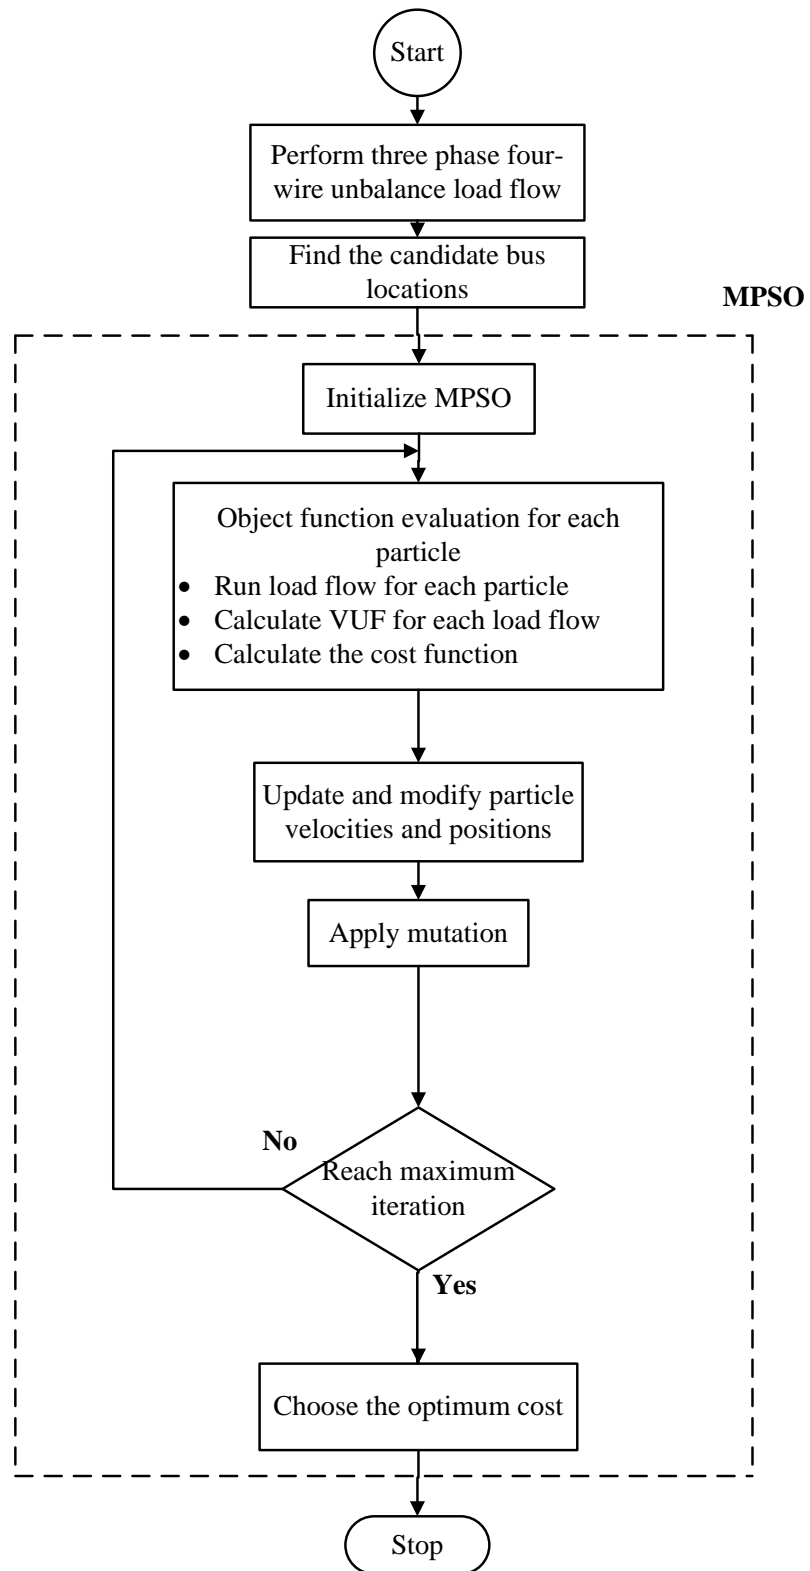 Start
Perform three phase four-
wire unbalance load flow
Find the candidate bus
locations
MPSO
Initialize MPSO
Object function evaluation for each
particle
• Run load flow for each particle
• Calculate VUF for each load flow
• Calculate the cost function
Update and modify particle
velocities and positions
Apply mutation
No
Reach maximum
iteration
Yes
Choose the optimum cost
Stop